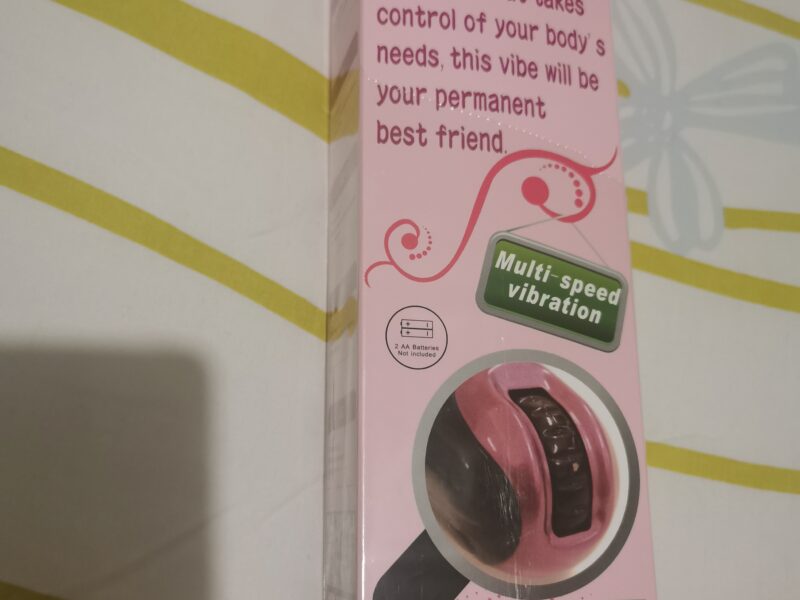 takes
control of your body's
needs, this vibe will be
your permanent
best friend.
Multi-speed
vibration
2 AA Batteries
Not included